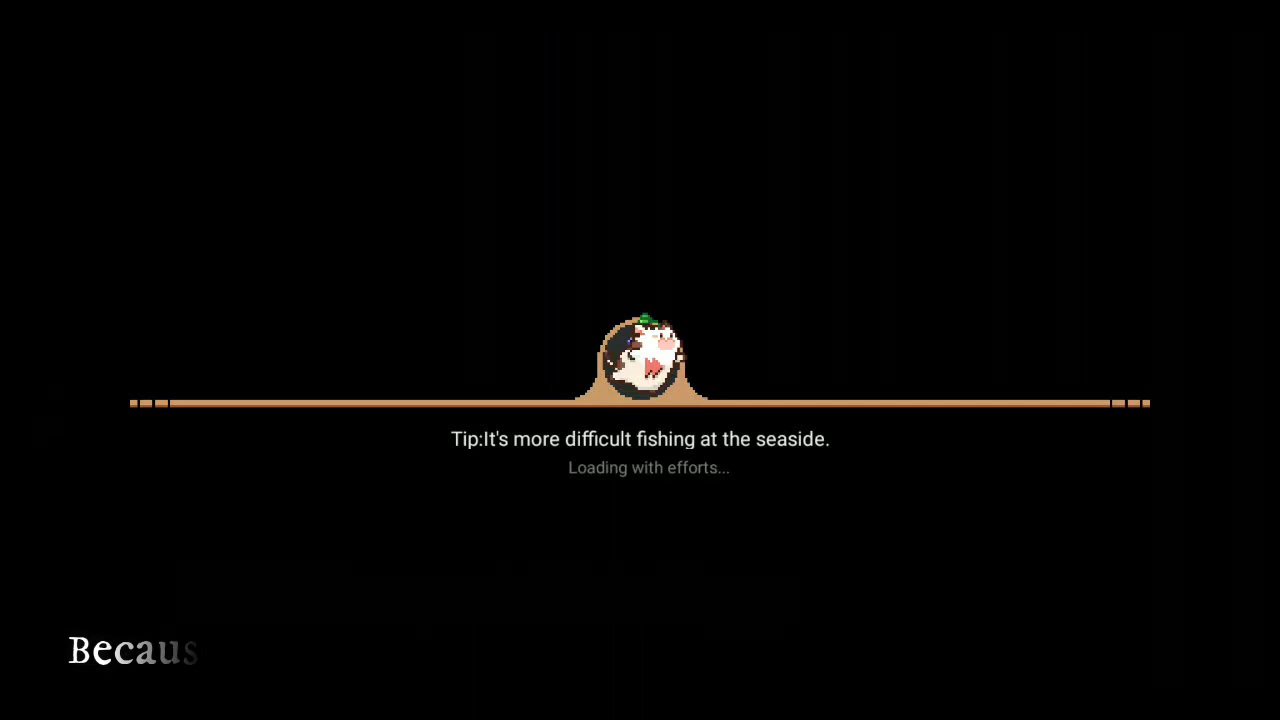 Tip:It's more difficult fishing at the seaside.
Loading with efforts...
Becaus